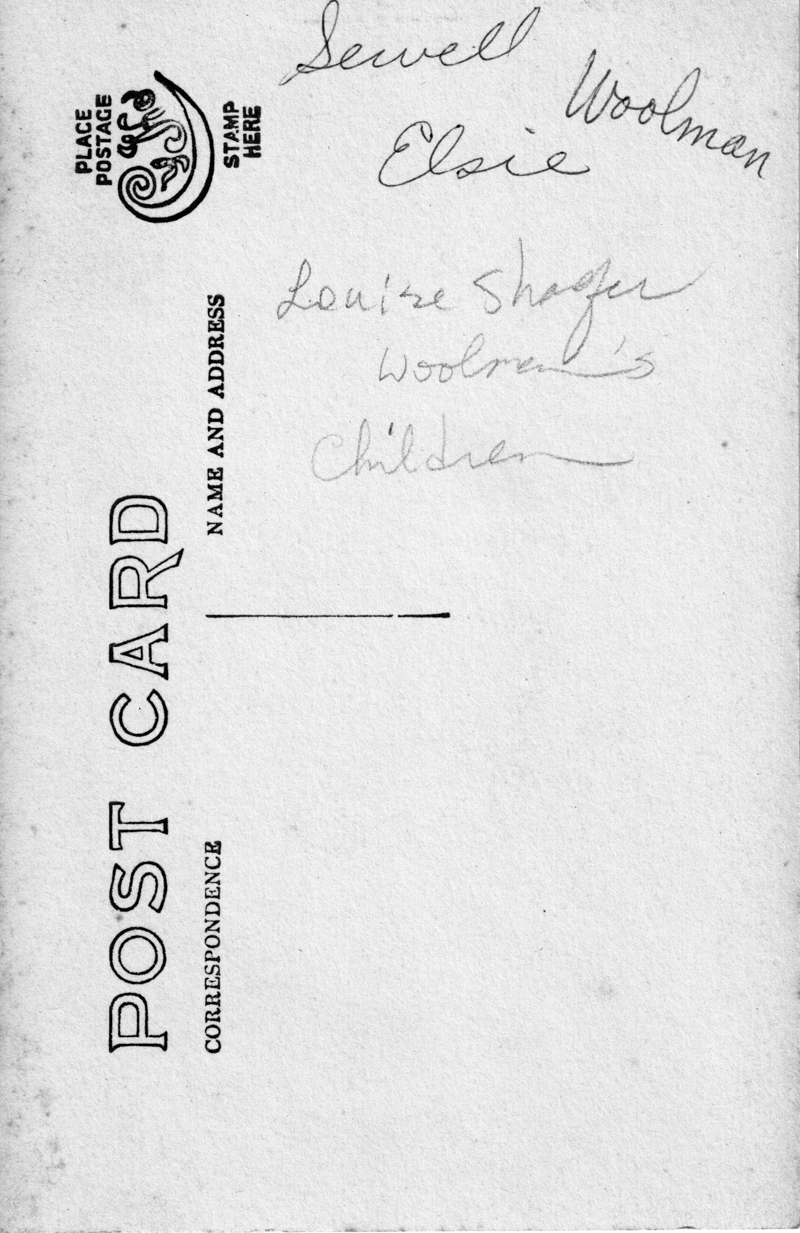 Sewell
Woolman
Elsie
Louise Shafer
Woolman's
Children
PLACE
POSTAGE
STAMP
HERE
NAME AND ADDRESS
POST CARD
CORRESPONDENCE